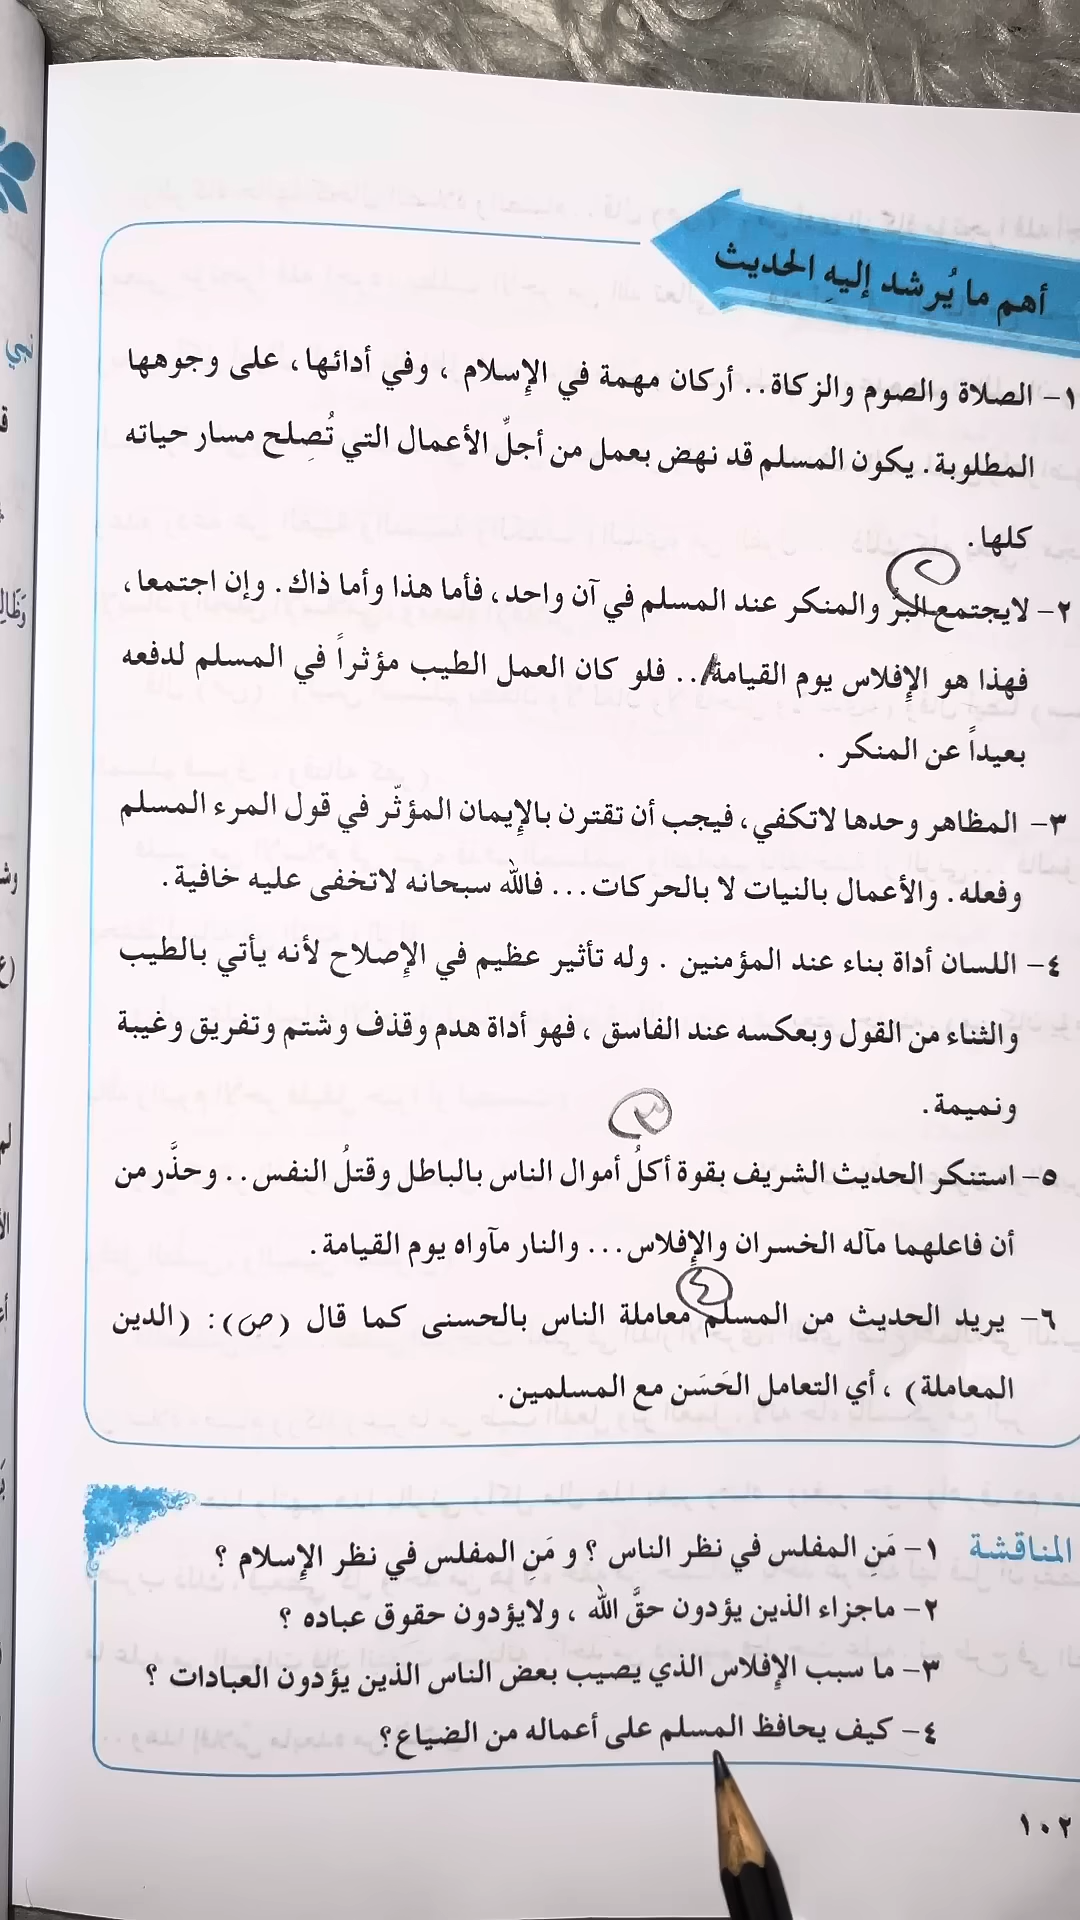 أهم ما يُرشد إليهِ الحديث
١- الصلاة والصوم والزكاة.. أركان مهمة في الإسلام ، وفي أدائها، على وجوهها
المطلوبة. يكون المسلم قد نهض بعمل من أجلِّ الأعمال التي تُصلح مسار حياته
كلها.
٢
٢- لايجتمع البرّ والمنكر عند المسلم في آن واحد، فأما هذا وأما ذاك. وإن اجتمعا،
فهذا هو الإفلاس يوم القيامة/.. فلو كان العمل الطيب مؤثراً في المسلم لدفعه
بعيداً عن المنكر .
٣- المظاهر وحدها لاتكفي، فيجب أن تقترن بالإيمان المؤثّر في قول المرء المسلم
وفعله. والأعمال بالنيات لا بالحركات... فالله سبحانه لاتخفى عليه خافية.
٤- اللسان أداة بناء عند المؤمنين . وله تأثير عظيم في الإصلاح لأنه يأتي بالطيب
والثناء من القول وبعكسه عند الفاسق ، فهو أداة هدم وقذف وشتم وتفريق وغيبة
ونميمة.
٣
٥- استنكر الحديث الشريف بقوة أكلُ أموال الناس بالباطل وقتلُ النفس.. وحذَّر من
أن فاعلهما مآله الخسران والإفلاس... والنار مآواه يوم القيامة.
٤
٦- يريد الحديث من المسلم معاملة الناس بالحسنى كما قال (ص): (الدين
المعاملة) ، أي التعامل الحَسَن مع المسلمين.
المناقشة
١- مَنِ المفلس في نظر الناس ؟ و مَنِ المفلس في نظر الإسلام ؟
٢- ماجزاء الذين يؤدون حقَّ الله ، ولايؤدون حقوق عباده ؟
٣- ما سبب الإفلاس الذي يصيب بعض الناس الذين يؤدون العبادات ؟
٤- كيف يحافظ المسلم على أعماله من الضياع؟
١٠٢